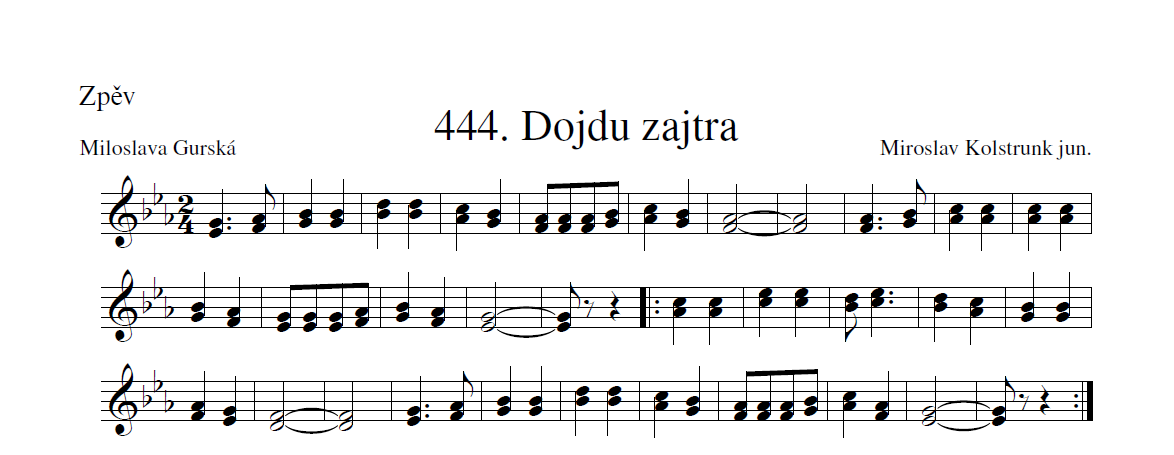 Zpěv
444. Dojdu zajtra
Miloslava Gurská
Miroslav Kolstrunk jun.